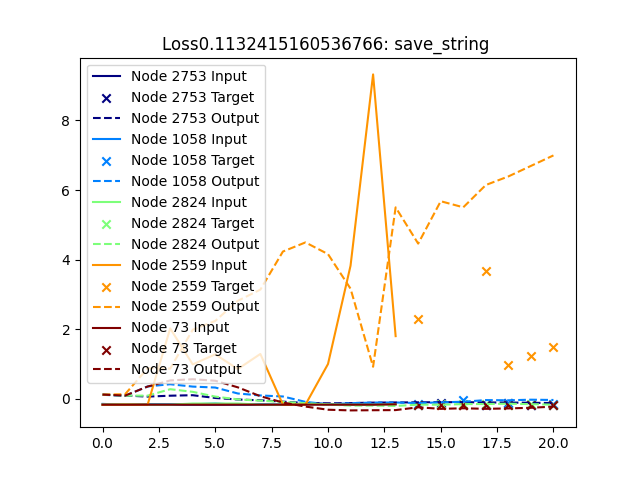 Loss0.1132415160536766: save_string
Node 2753 Input
Node 2753 Target
Node 2753 Output
Node 1058 Input
Node 1058 Target
Node 1058 Output
Node 2824 Input
Node 2824 Target
Node 2824 Output
Node 2559 Input
Node 2559 Target
Node 2559 Output
Node 73 Input
Node 73 Target
Node 73 Output
8
6
4
2
0
0.0 2.5 5.0 7.5 10.0 12.5 15.0 17.5 20.0